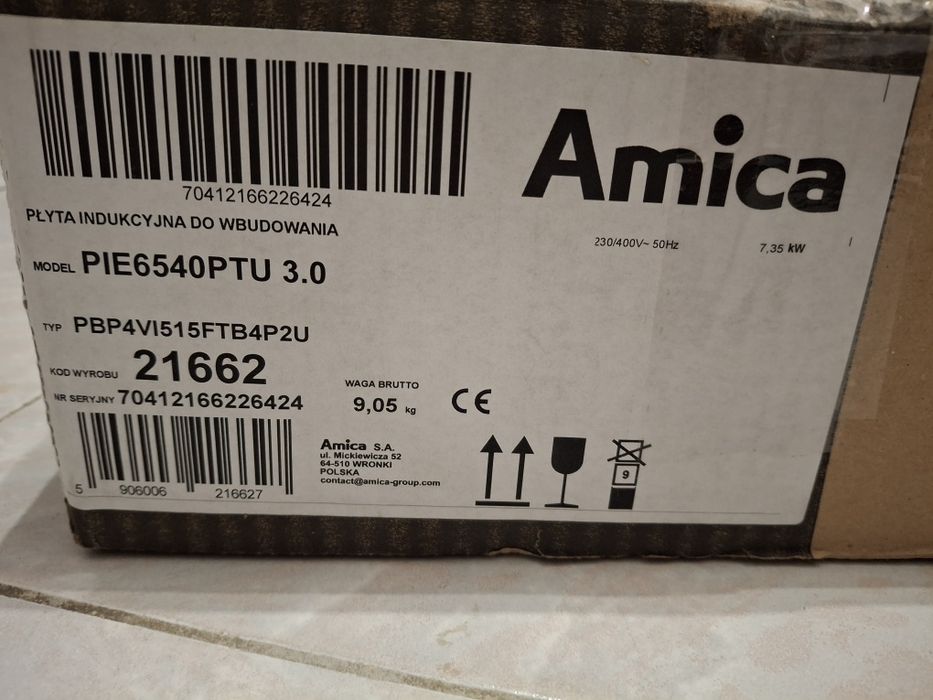 Amica
70412166226424
PŁYTA INDUKCYJNA DO WBUDOWANIA
230/400V~ 50Hz 7,35 kW
MODEL PIE6540PTU 3.0
TYP PBP4VI515FTB4P2U
KOD WYROBU 21662
NR SERYJNY 70412166226424
WAGA BRUTTO
9,05 kg
CE
5 906006 216627
Amica S.A.
ul. Mickiewicza 52
64-510 WRONKI
POLSKA
contact@amica-group.com
9